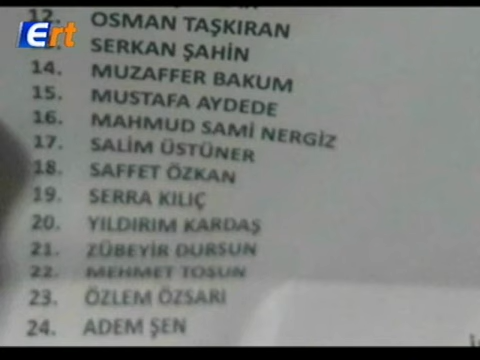 Ert
12. OSMAN TAŞKIRAN
SERKAN ŞAHİN
14. MUZAFFER BAKUM
15. MUSTAFA AYDEDE
16. MAHMUD SAMİ NERGİZ
17. SALİM ÜSTÜNER
18. SAFFET ÖZKAN
19. SERRA KILIÇ
20. YILDIRIM KARDAŞ
21. ZÜBEYİR DURSUN
22. MEHMET TOSUN
23. ÖZLEM ÖZSARI
24. ADEM ŞEN